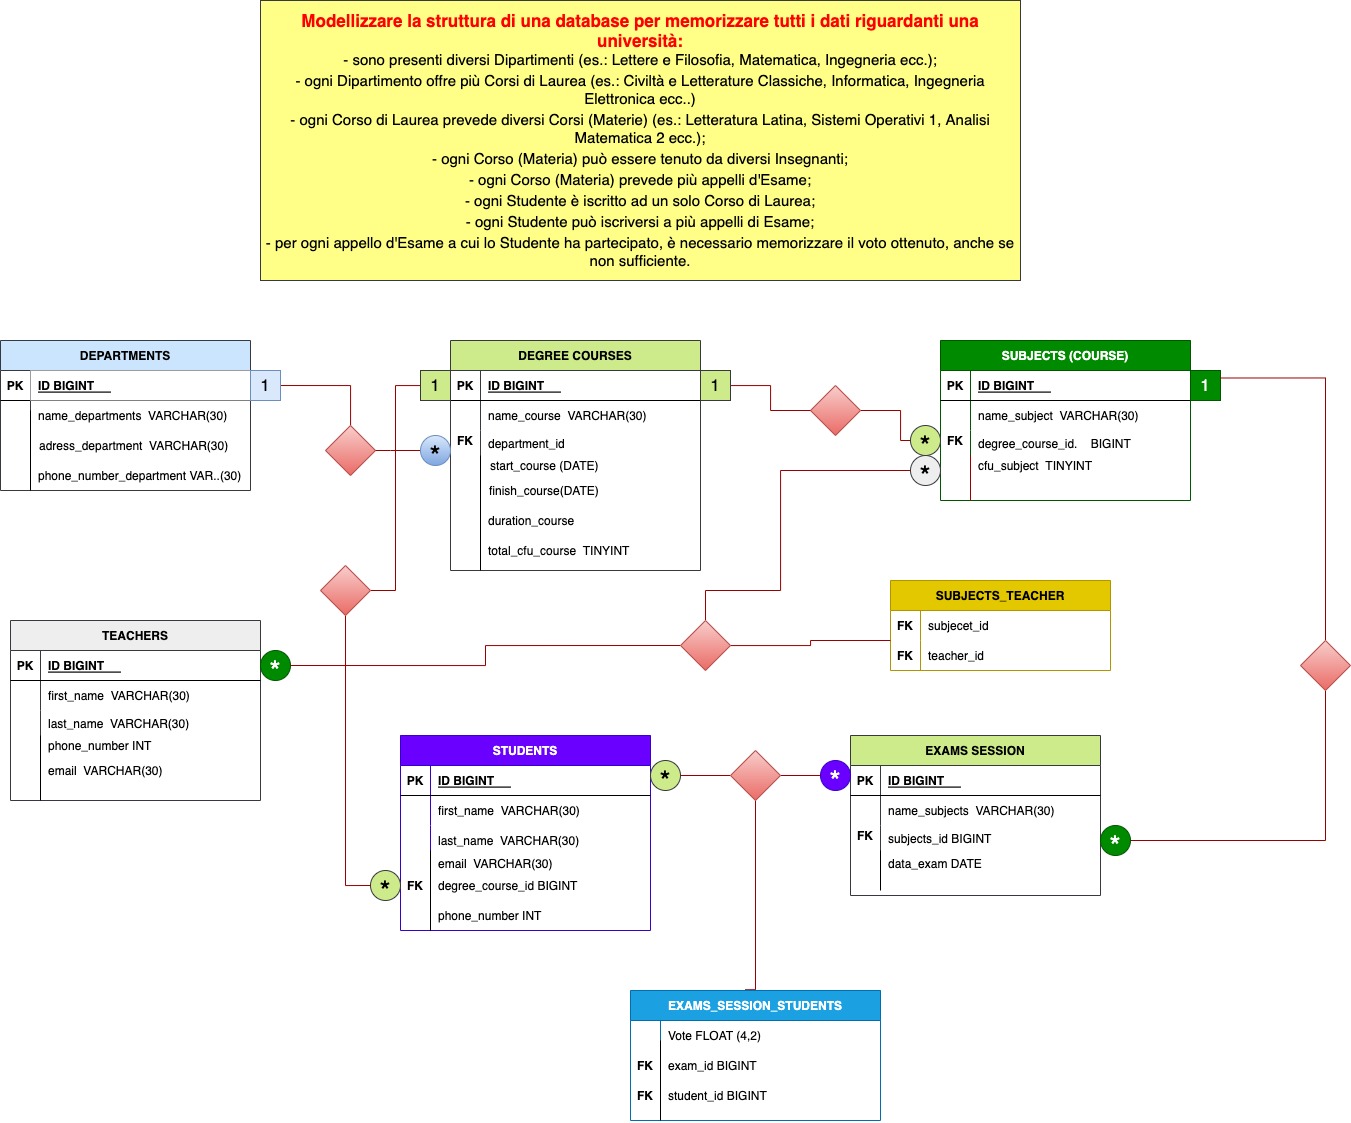 Modellizzare la struttura di una database per memorizzare tutti i dati riguardanti una
università:
- sono presenti diversi Dipartimenti (es.: Lettere e Filosofia, Matematica, Ingegneria ecc.);
- ogni Dipartimento offre più Corsi di Laurea (es.: Civiltà e Letterature Classiche, Informatica, Ingegneria
Elettronica ecc..)
- ogni Corso di Laurea prevede diversi Corsi (Materie) (es.: Letteratura Latina, Sistemi Operativi 1, Analisi
Matematica 2 ecc.);
- ogni Corso (Materia) può essere tenuto da diversi Insegnanti;
- ogni Corso (Materia) prevede più appelli d'Esame;
- ogni Studente è iscritto ad un solo Corso di Laurea;
- ogni Studente può iscriversi a più appelli di Esame;
- per ogni appello d'Esame a cui lo Studente ha partecipato, è necessario memorizzare il voto ottenuto, anche se
non sufficiente.
DEPARTMENTS
PK ID BIGINT 1
name_departments VARCHAR(30)
adress_department VARCHAR(30)
phone_number_department VAR..(30)
DEGREE COURSES
1 PK ID BIGINT 1
name_course VARCHAR(30)
* FK department_id
start_course (DATE)
finish_course(DATE)
duration_course
total_cfu_course TINYINT
SUBJECTS (COURSE)
PK ID BIGINT 1
name_subject VARCHAR(30)
* FK degree_course_id. BIGINT
* cfu_subject TINYINT
SUBJECTS_TEACHER
FK subjecet_id
FK teacher_id
TEACHERS
PK ID BIGINT *
first_name VARCHAR(30)
last_name VARCHAR(30)
phone_number INT
email VARCHAR(30)
STUDENTS
PK ID BIGINT *
first_name VARCHAR(30)
last_name VARCHAR(30)
email VARCHAR(30)
* FK degree_course_id BIGINT
phone_number INT
EXAMS SESSION
* PK ID BIGINT
name_subjects VARCHAR(30)
FK subjects_id BIGINT *
data_exam DATE
EXAMS_SESSION_STUDENTS
Vote FLOAT (4,2)
FK exam_id BIGINT
FK student_id BIGINT